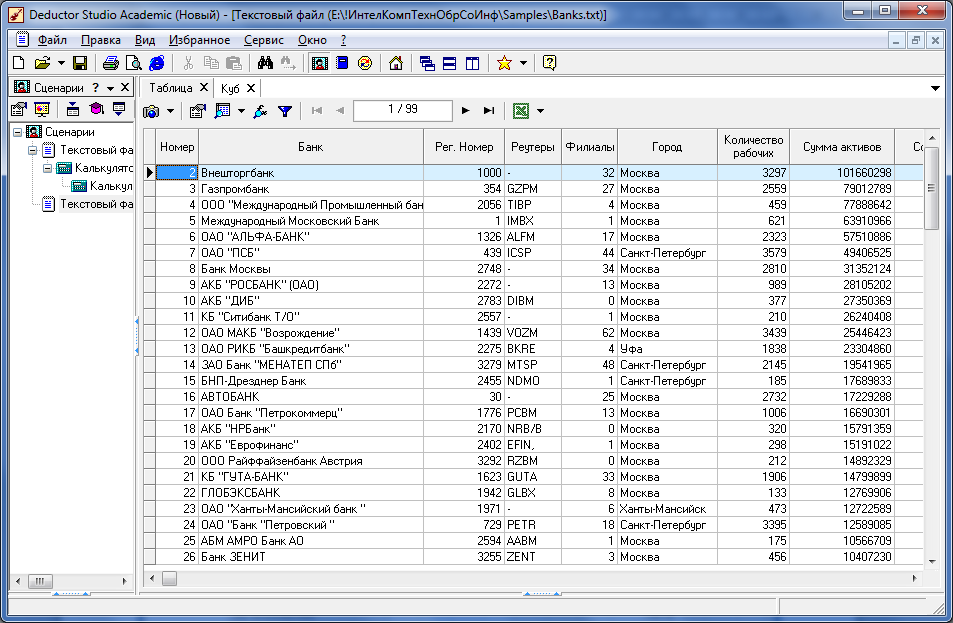 Deductor Studio Academic (Новый) - [Текстовый файл (E:\!ИнтелКомпТехнОбрСоИнф\Samples\Banks.txt)]
Файл Правка Вид Избранное Сервис Окно ?
Сценарии ?
Таблица Куб
1 / 99
Сценарии
Текстовый фа
Калькулятс
Калькул
Текстовый фа
Номер Банк Рег. Номер Реутеры Филиалы Город Количество рабочих Сумма активов Со
2 Внешторгбанк 1000 - 32 Москва 3297 101660298
3 Газпромбанк 354 GZPM 27 Москва 2559 79012789
4 ООО "Международный Промышленный бан 2056 TIBP 4 Москва 459 77888642
5 Международный Московский Банк 1 IMBX 1 Москва 621 63910966
6 ОАО "АЛЬФА-БАНК" 1326 ALFM 17 Москва 2323 57510886
7 ОАО "ПСБ" 439 ICSP 44 Санкт-Петербург 3579 49406525
8 Банк Москвы 2748 - 34 Москва 2810 31352124
9 АКБ "РОСБАНК" (ОАО) 2272 - 13 Москва 989 28105202
10 АКБ "ДИБ" 2783 DIBM 0 Москва 377 27350369
11 КБ "Ситибанк Т/О" 2557 - 1 Москва 210 26240408
12 ОАО МАКБ "Возрождение" 1439 VOZM 62 Москва 3439 25446423
13 ОАО РИКБ "Башкредитбанк" 2275 BKRE 4 Уфа 1838 23304860
14 ЗАО Банк "МЕНАТЕП СПб" 3279 MTSP 48 Санкт-Петербург 2145 19541965
15 БНП-Дрезднер Банк 2455 NDMO 1 Санкт-Петербург 185 17689833
16 АВТОБАНК 30 - 25 Москва 2732 17229288
17 ОАО Банк "Петрокоммерц" 1776 PCBM 13 Москва 1006 16690301
18 АКБ "НРБанк" 2170 NRB/B 0 Москва 320 15791359
19 АКБ "Еврофинанс" 2402 EFIN, 1 Москва 298 15191022
20 ООО Райффайзенбанк Австрия 3292 RZBM 0 Москва 212 14892329
21 КБ "ГУТА-БАНК" 1623 GUTA 33 Москва 1906 14799899
22 ГЛОБЭКСБАНК 1942 GLBX 8 Москва 133 12769906
23 ОАО "Ханты-Мансийский банк " 1971 - 6 Ханты-Мансийск 473 12722589
24 ОАО "Банк "Петровский " 729 PETR 18 Санкт-Петербург 3395 12589085
25 АБМ АМРО Банк АО 2594 AABM 1 Москва 175 10566709
26 Банк ЗЕНИТ 3255 ZENT 3 Москва 456 10407230